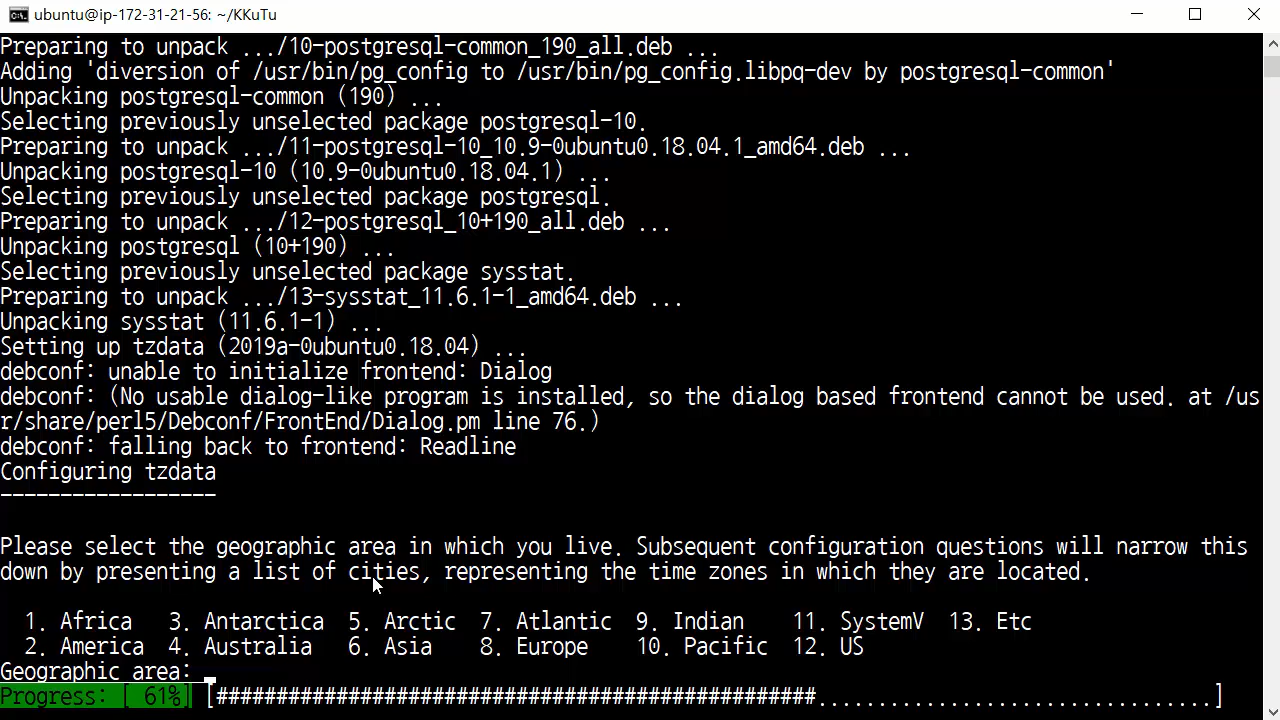 ubuntu@ip-172-31-21-56: ~/KKuTu
Preparing to unpack .../10-postgresql-common_190_all.deb ...
Adding 'diversion of /usr/bin/pg_config to /usr/bin/pg_config.libpq-dev by postgresql-common'
Unpacking postgresql-common (190) ...
Selecting previously unselected package postgresql-10.
Preparing to unpack .../11-postgresql-10_10.9-0ubuntu0.18.04.1_amd64.deb ...
Unpacking postgresql-10 (10.9-0ubuntu0.18.04.1) ...
Selecting previously unselected package postgresql.
Preparing to unpack .../12-postgresql_10+190_all.deb ...
Unpacking postgresql (10+190) ...
Selecting previously unselected package sysstat.
Preparing to unpack .../13-sysstat_11.6.1-1_amd64.deb ...
Unpacking sysstat (11.6.1-1) ...
Setting up tzdata (2019a-0ubuntu0.18.04) ...
debconf: unable to initialize frontend: Dialog
debconf: (No usable dialog-like program is installed, so the dialog based frontend cannot be used. at /us
r/share/perl5/Debconf/FrontEnd/Dialog.pm line 76.)
debconf: falling back to frontend: Readline
Configuring tzdata
------------------
Please select the geographic area in which you live. Subsequent configuration questions will narrow this
down by presenting a list of cities, representing the time zones in which they are located.
1. Africa 3. Antarctica 5. Arctic 7. Atlantic 9. Indian 11. SystemV 13. Etc
2. America 4. Australia 6. Asia 8. Europe 10. Pacific 12. US
Geographic area:
Progress: [ 61%] [##################################################.................................]